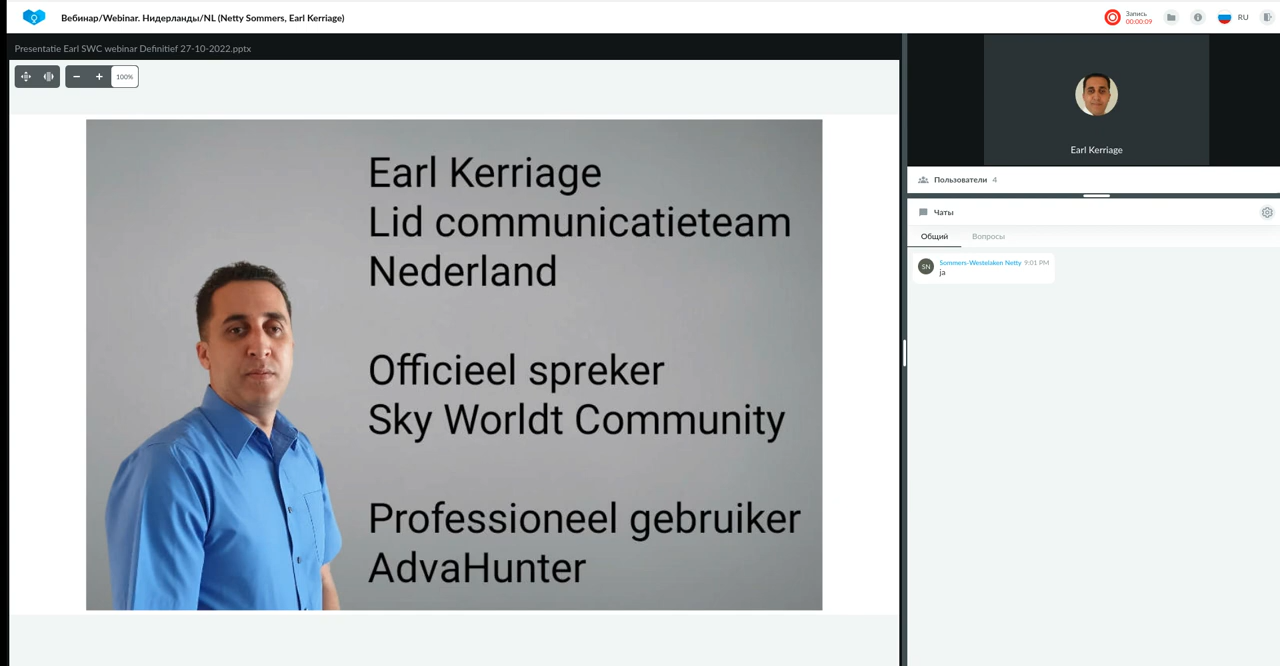 Вебинар/Webinar. Нидерланды/NL (Netty Sommers, Earl Kerriage)
Запись
00:00:09
RU
Presentatie Earl SWC webinar Definitief 27-10-2022.pptx
100%
Earl Kerriage
Lid communicatieteam
Nederland
Officieel spreker
Sky Worldt Community
Professioneel gebruiker
AdvaHunter
Earl Kerriage
Пользователи 4
Чаты
Общий Вопросы
SN
Sommers-Westelaken Netty 9:01 PM
ja